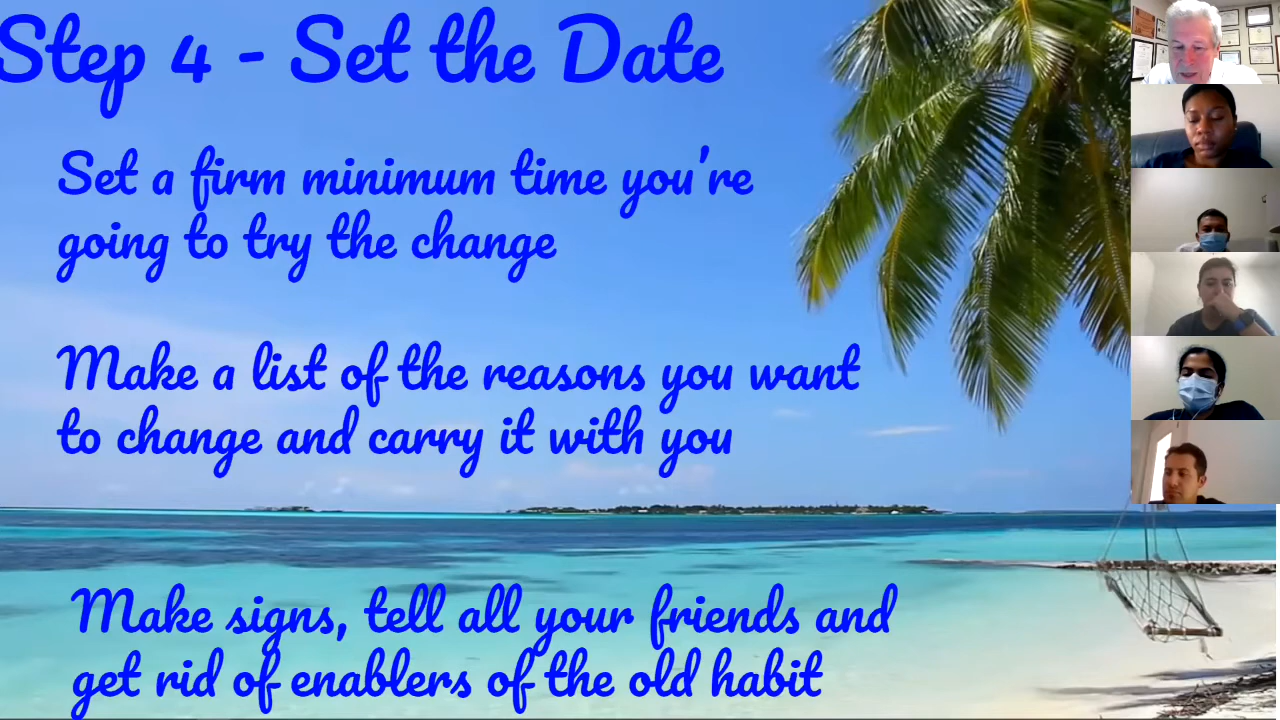 Step 4 - Set the Date
Set a firm minimum time you're
going to try the change
Make a list of the reasons you want
to change and carry it with you
Make signs, tell all your friends and
get rid of enablers of the old habit